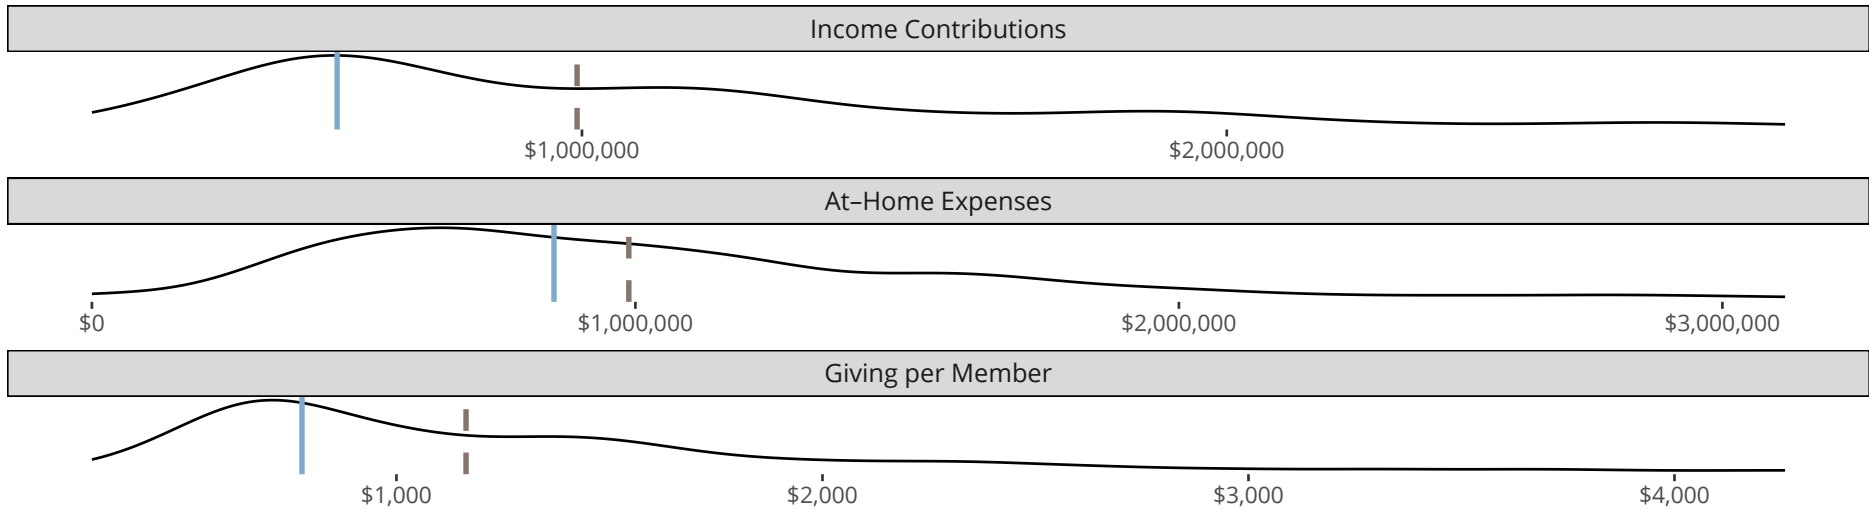 Income Contributions
$1,000,000 $2,000,000
At–Home Expenses
$0 $1,000,000 $2,000,000 $3,000,000
Giving per Member
$1,000 $2,000 $3,000 $4,000